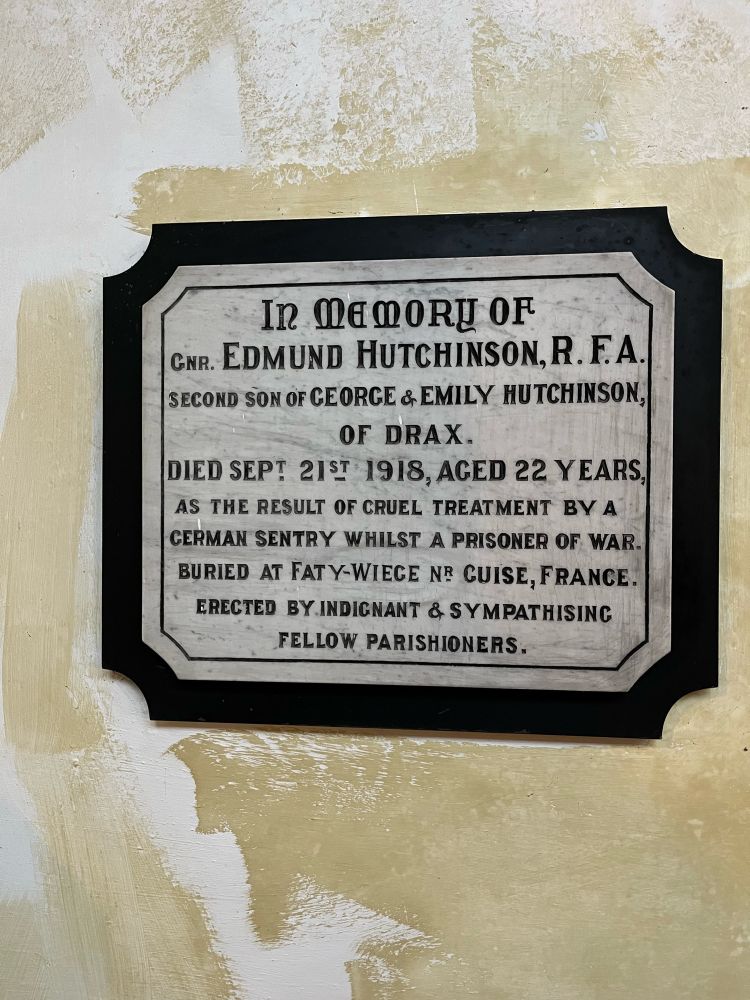 In Memory of
Gnr. Edmund Hutchinson, R.F.A.
second son of George & Emily Hutchinson,
of Drax.
died Sept 21st 1918, aged 22 years,
as the result of cruel treatment by a
German sentry whilst a prisoner of war.
buried at Faty-Wiege Nr Guise, France.
erected by indignant & sympathising
fellow parishioners.